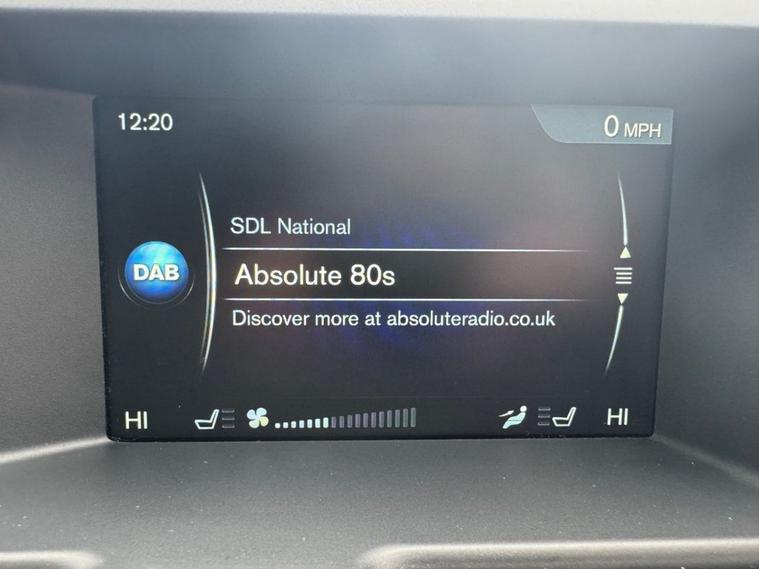 12:20
0 MPH
SDL National
DAB
Absolute 80s
Discover more at absoluteradio.co.uk
HI
HI